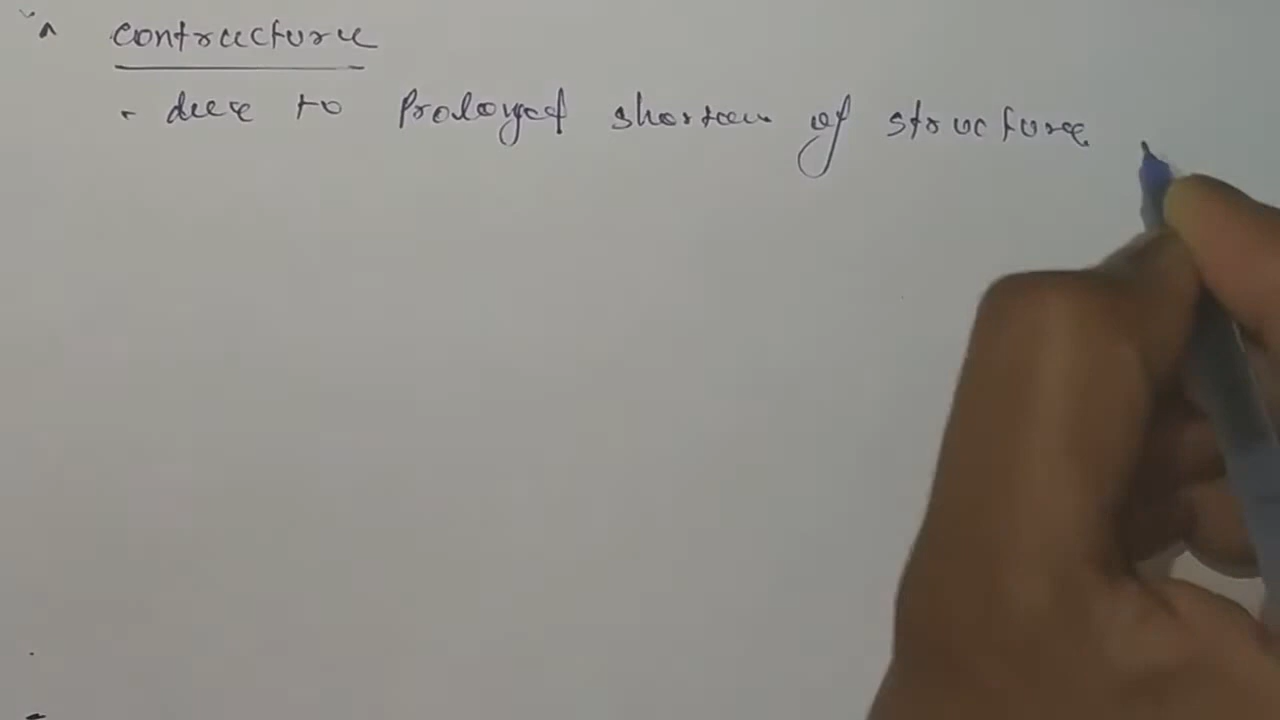 contracture
- due to Prolonged shorten of structure